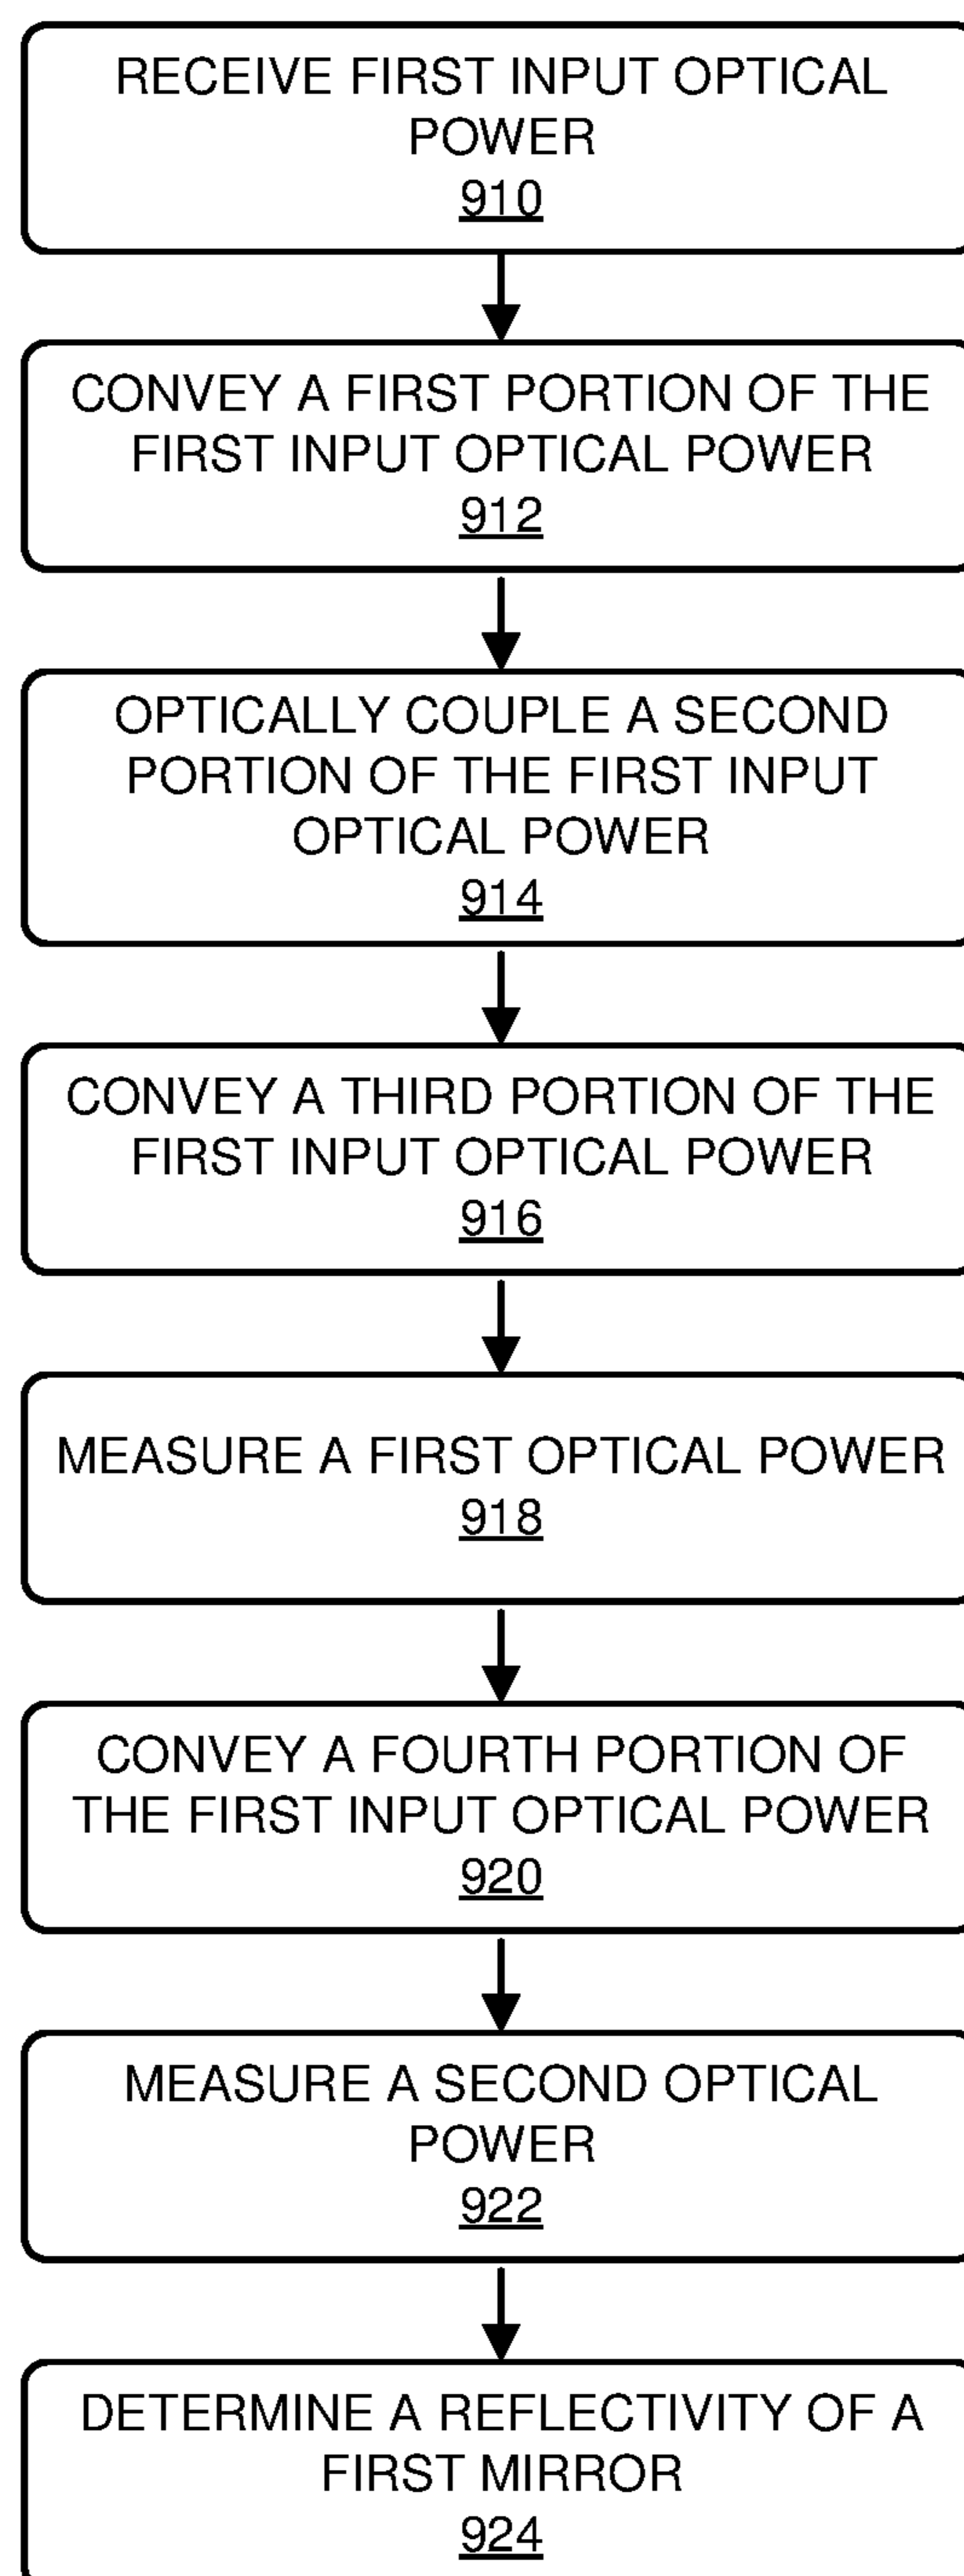 RECEIVE FIRST INPUT OPTICAL
POWER
910
CONVEY A FIRST PORTION OF THE
FIRST INPUT OPTICAL POWER
912
OPTICALLY COUPLE A SECOND
PORTION OF THE FIRST INPUT
OPTICAL POWER
914
CONVEY A THIRD PORTION OF THE
FIRST INPUT OPTICAL POWER
916
MEASURE A FIRST OPTICAL POWER
918
CONVEY A FOURTH PORTION OF
THE FIRST INPUT OPTICAL POWER
920
MEASURE A SECOND OPTICAL
POWER
922
DETERMINE A REFLECTIVITY OF A
FIRST MIRROR
924